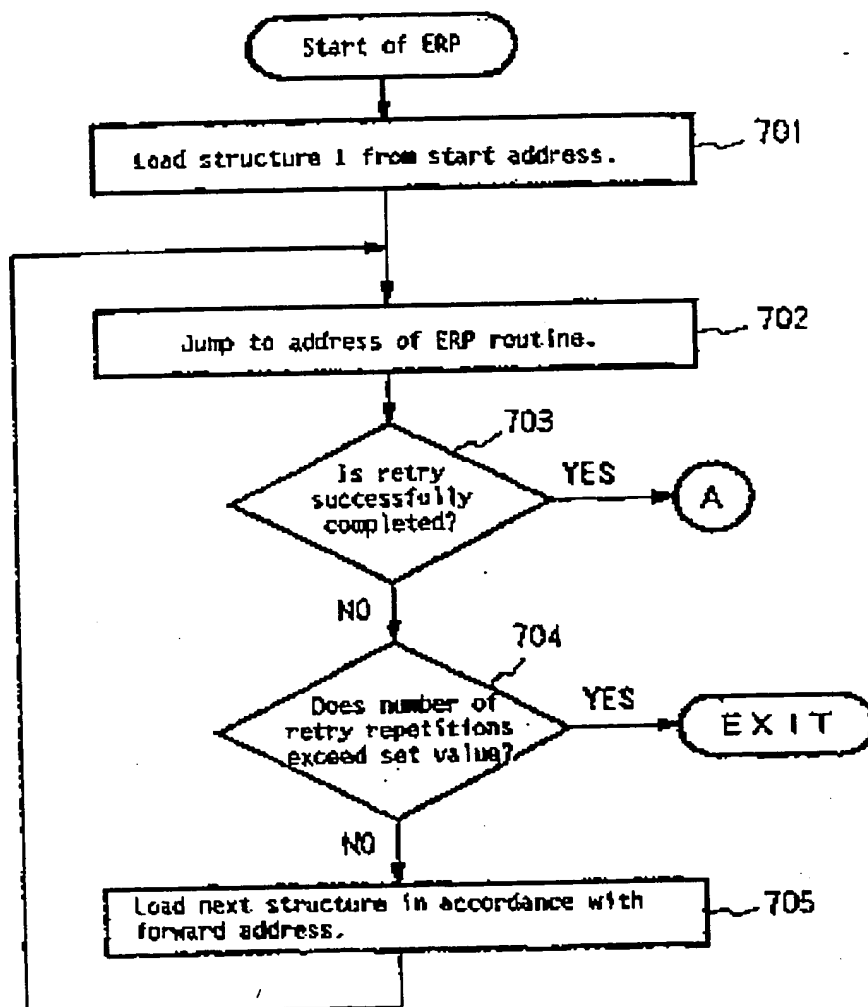 Start of ERP
Load structure 1 from start address.
701
Jump to address of ERP routine.
702
703
Is retry
successfully
completed?
YES
A
NO
704
Does number of
retry repetitions
exceed set value?
YES
EXIT
NO
Load next structure in accordance with
forward address.
705